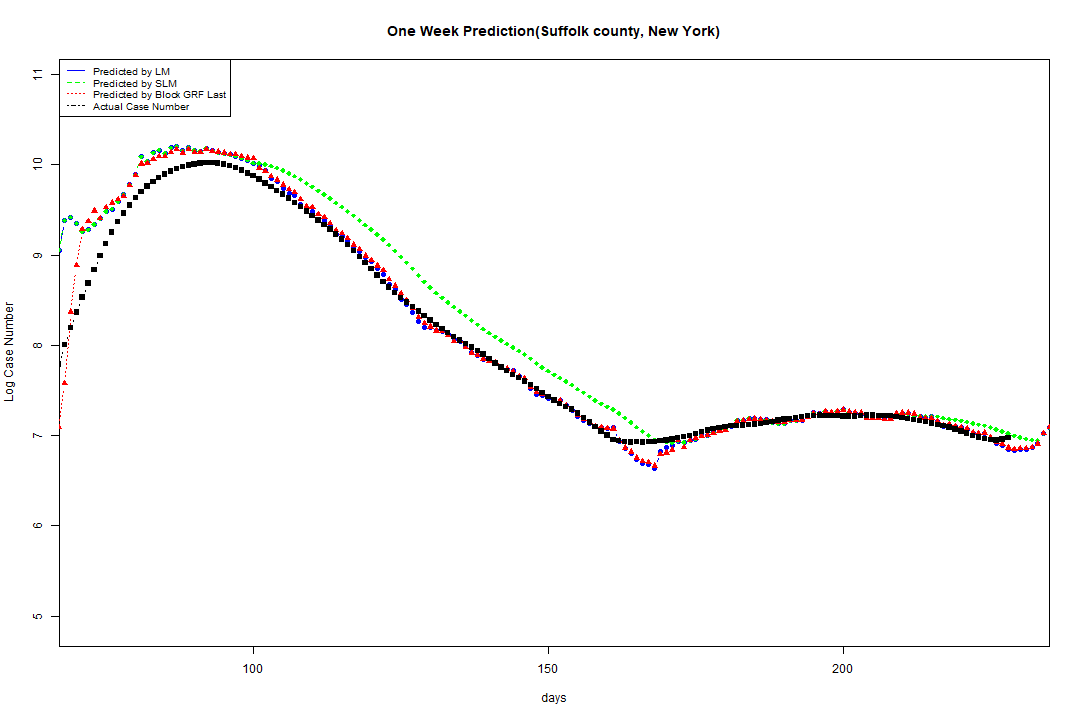 One Week Prediction(Suffolk county, New York)
Predicted by LM
Predicted by SLM
Predicted by Block GRF Last
Actual Case Number
Log Case Number
11
10
9
8
7
6
5
100 150 200
days